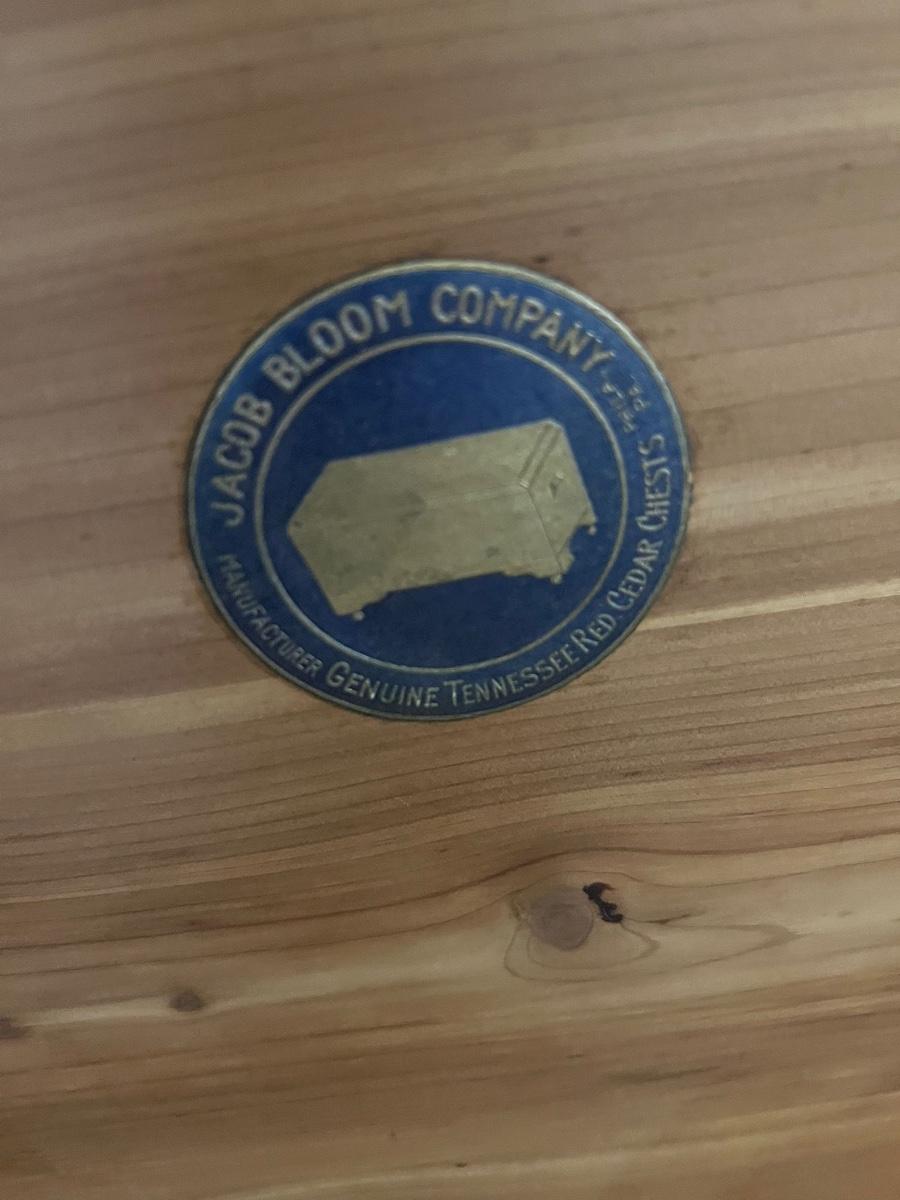 JACOB BLOOM COMPANY
PHILA.
PA.
MANUFACTURER GENUINE TENNESSEE RED CEDAR CHESTS